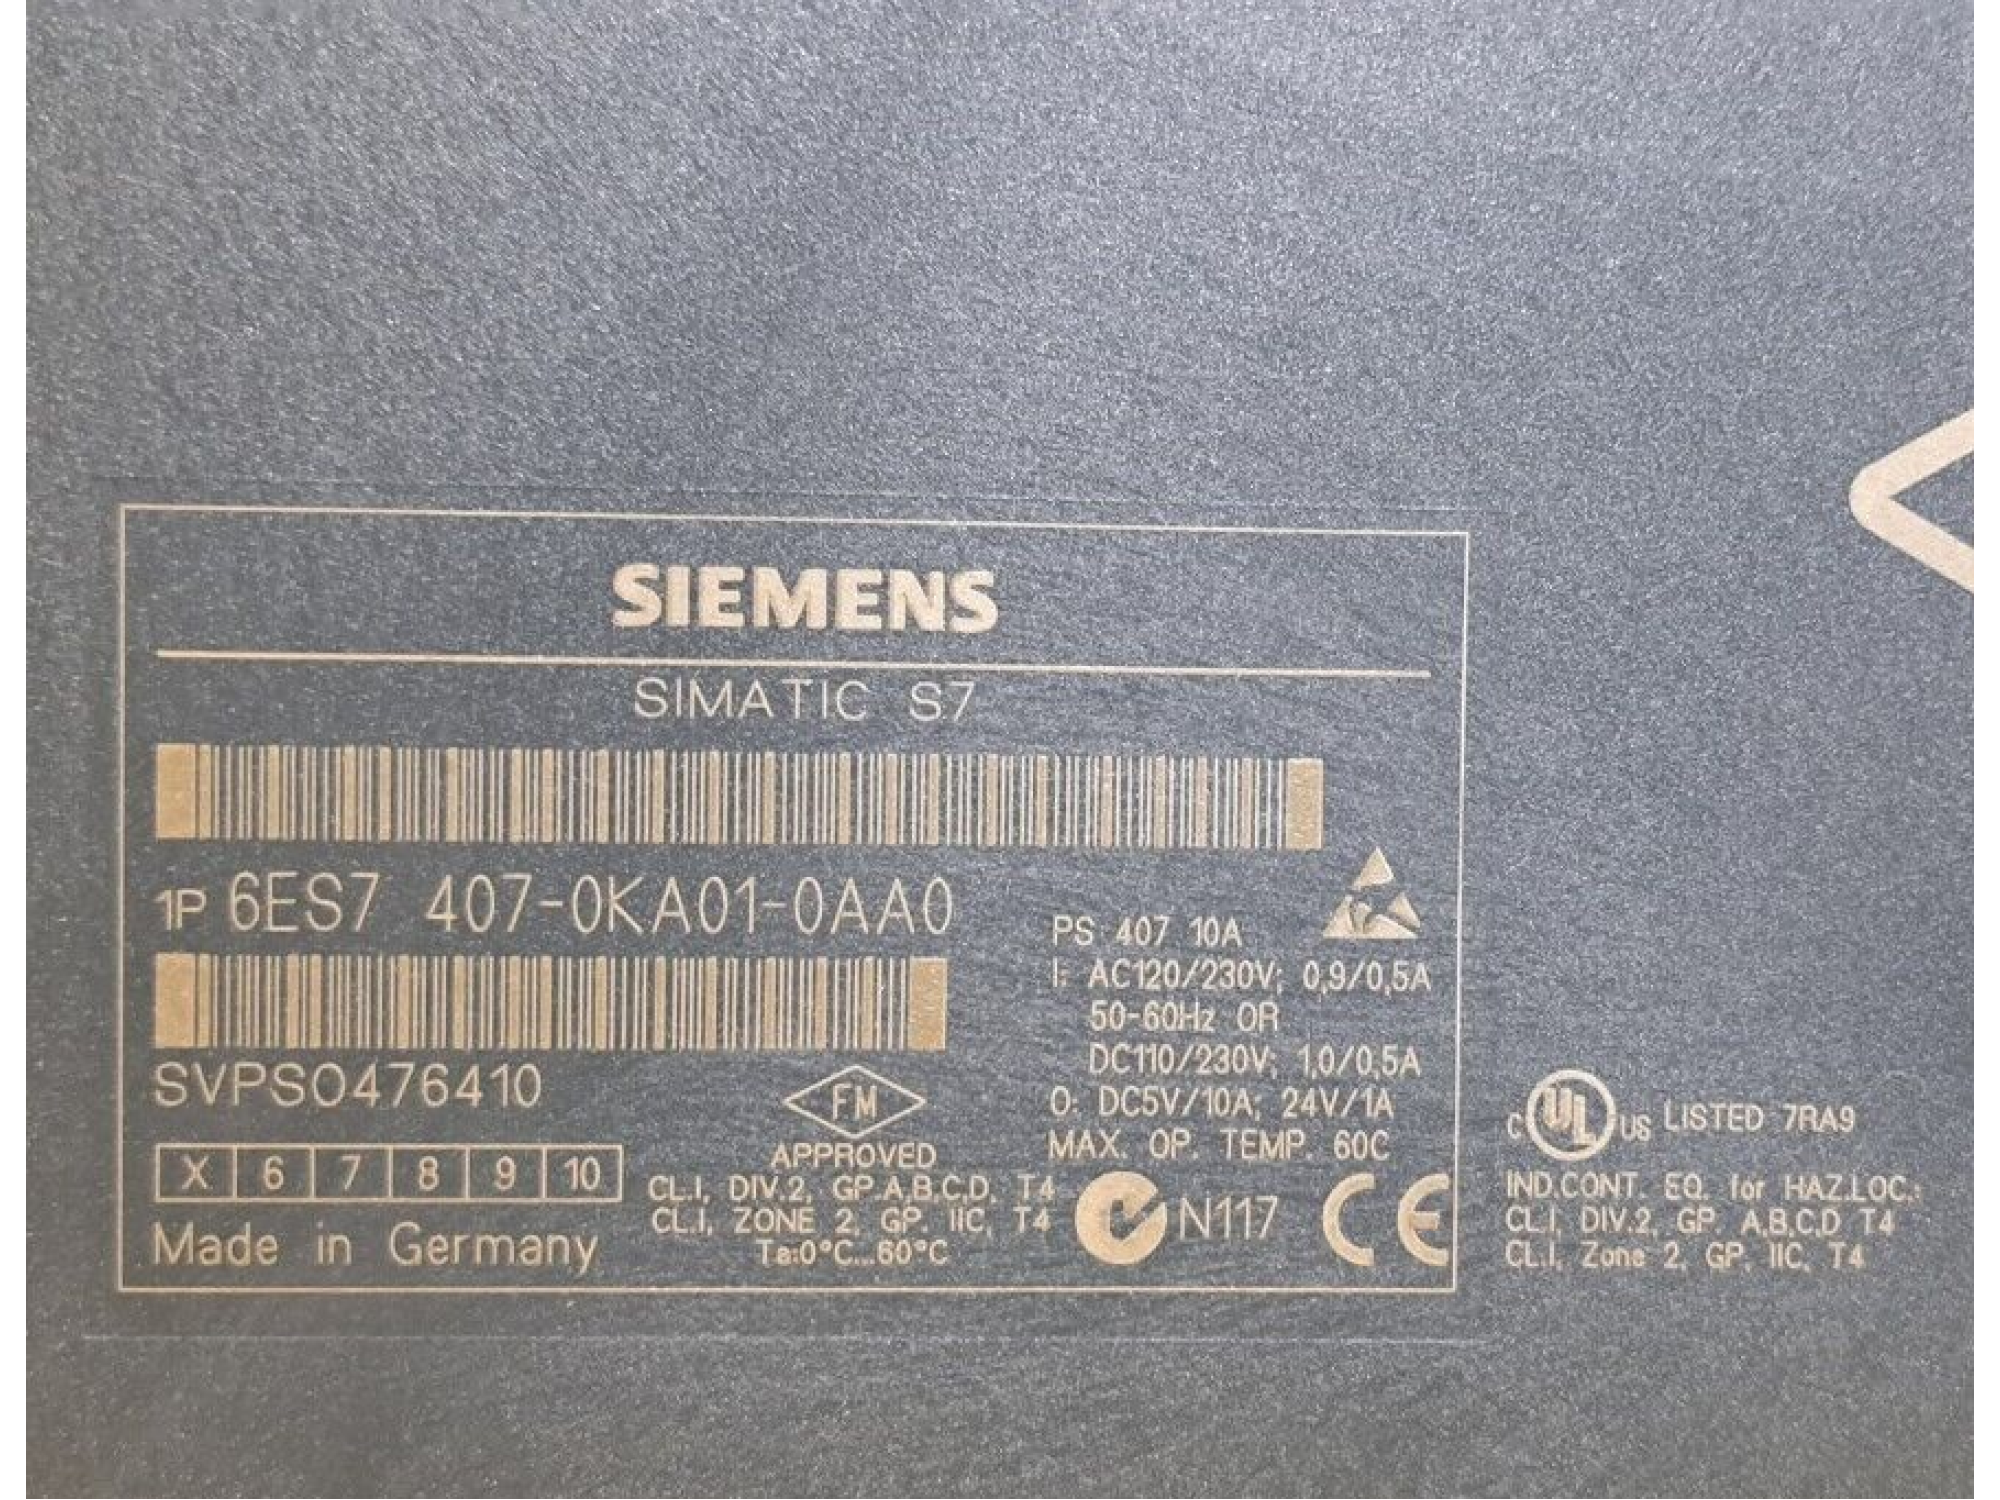 SIEMENS
SIMATIC S7
1P 6ES7 407-0KA01-0AA0
SVPS0476410
X 6 7 8 9 10
Made in Germany
FM
APPROVED
CL.I, DIV.2, GP.A,B,C,D, T4
CL.I, ZONE 2, GP. IIC, T4
Ta:0°C...60°C
PS 407 10A
I: AC120/230V; 0,9/0,5A
50-60Hz OR
DC110/230V; 1,0/0,5A
O: DC5V/10A; 24V/1A
MAX. OP. TEMP. 60C
N117 CE
C UL US LISTED 7RA9
IND.CONT. EQ. for HAZ.LOC.:
CL.I, DIV.2, GP. A,B,C,D T4
CL.I, Zone 2, GP. IIC, T4